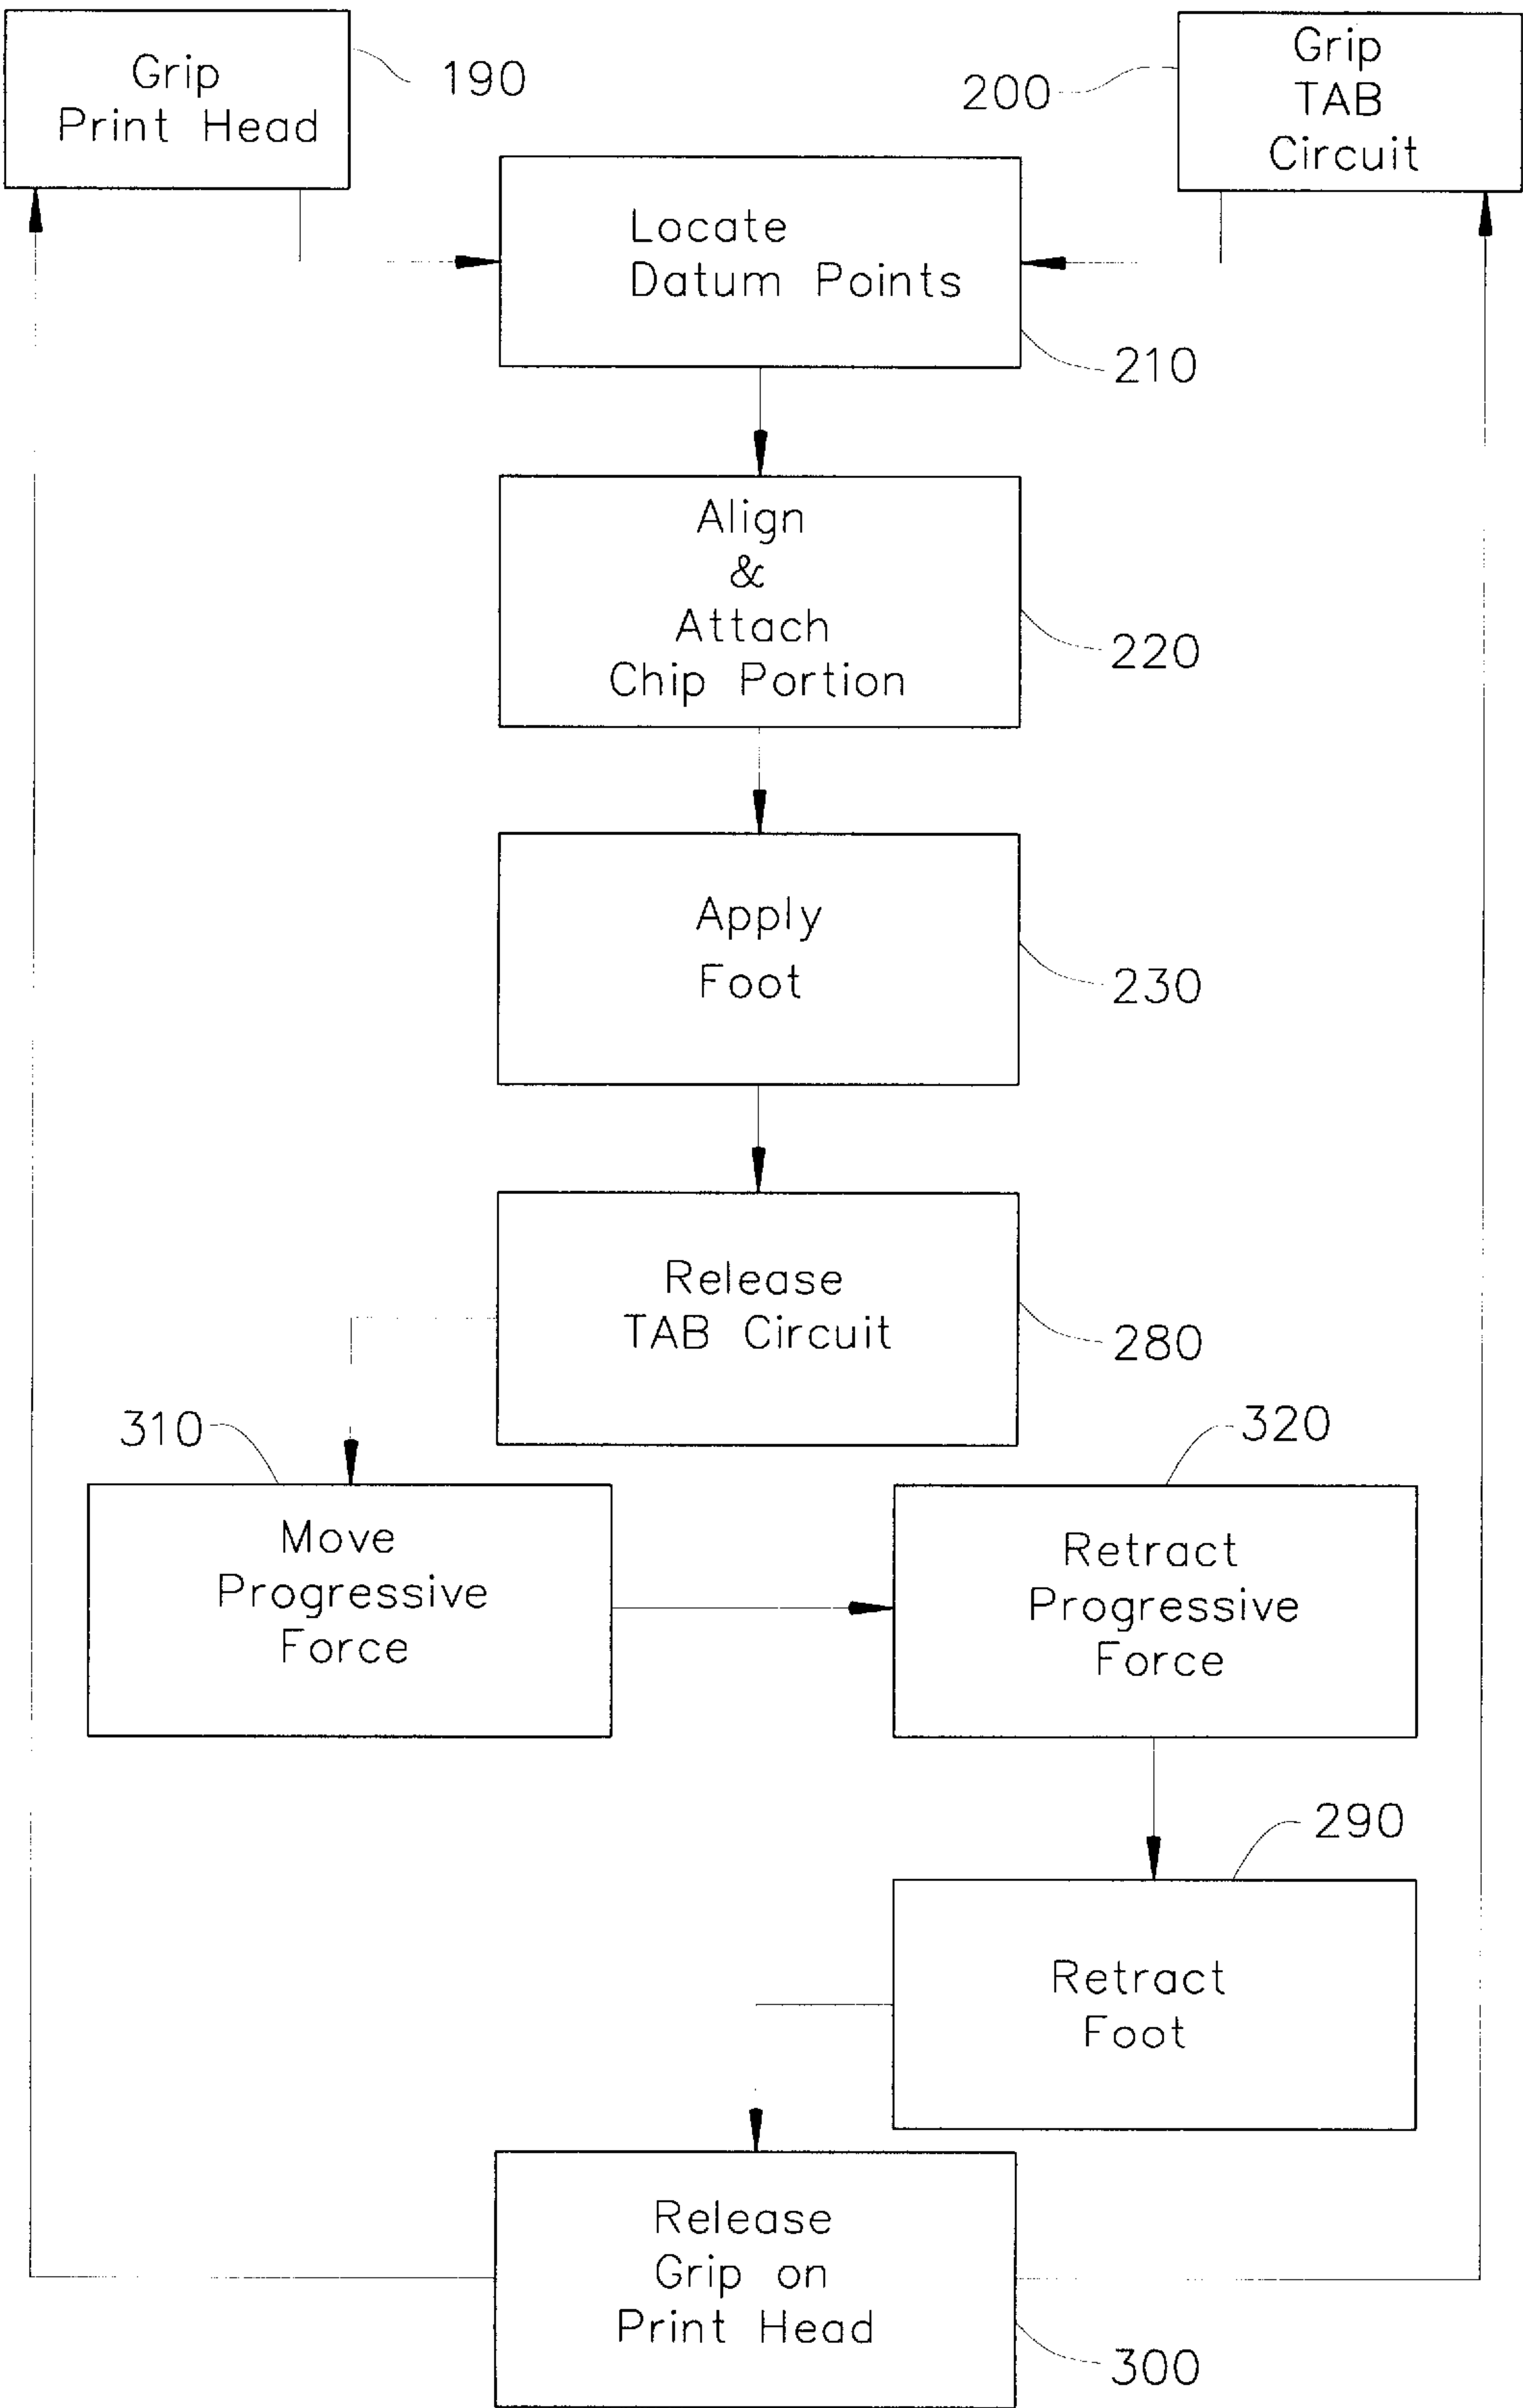 Grip
Print Head
190
200
Grip
TAB
Circuit
Locate
Datum Points
210
Align
&
Attach
Chip Portion
220
Apply
Foot
230
Release
TAB Circuit
280
310
Move
Progressive
Force
320
Retract
Progressive
Force
290
Retract
Foot
Release
Grip on
Print Head
300